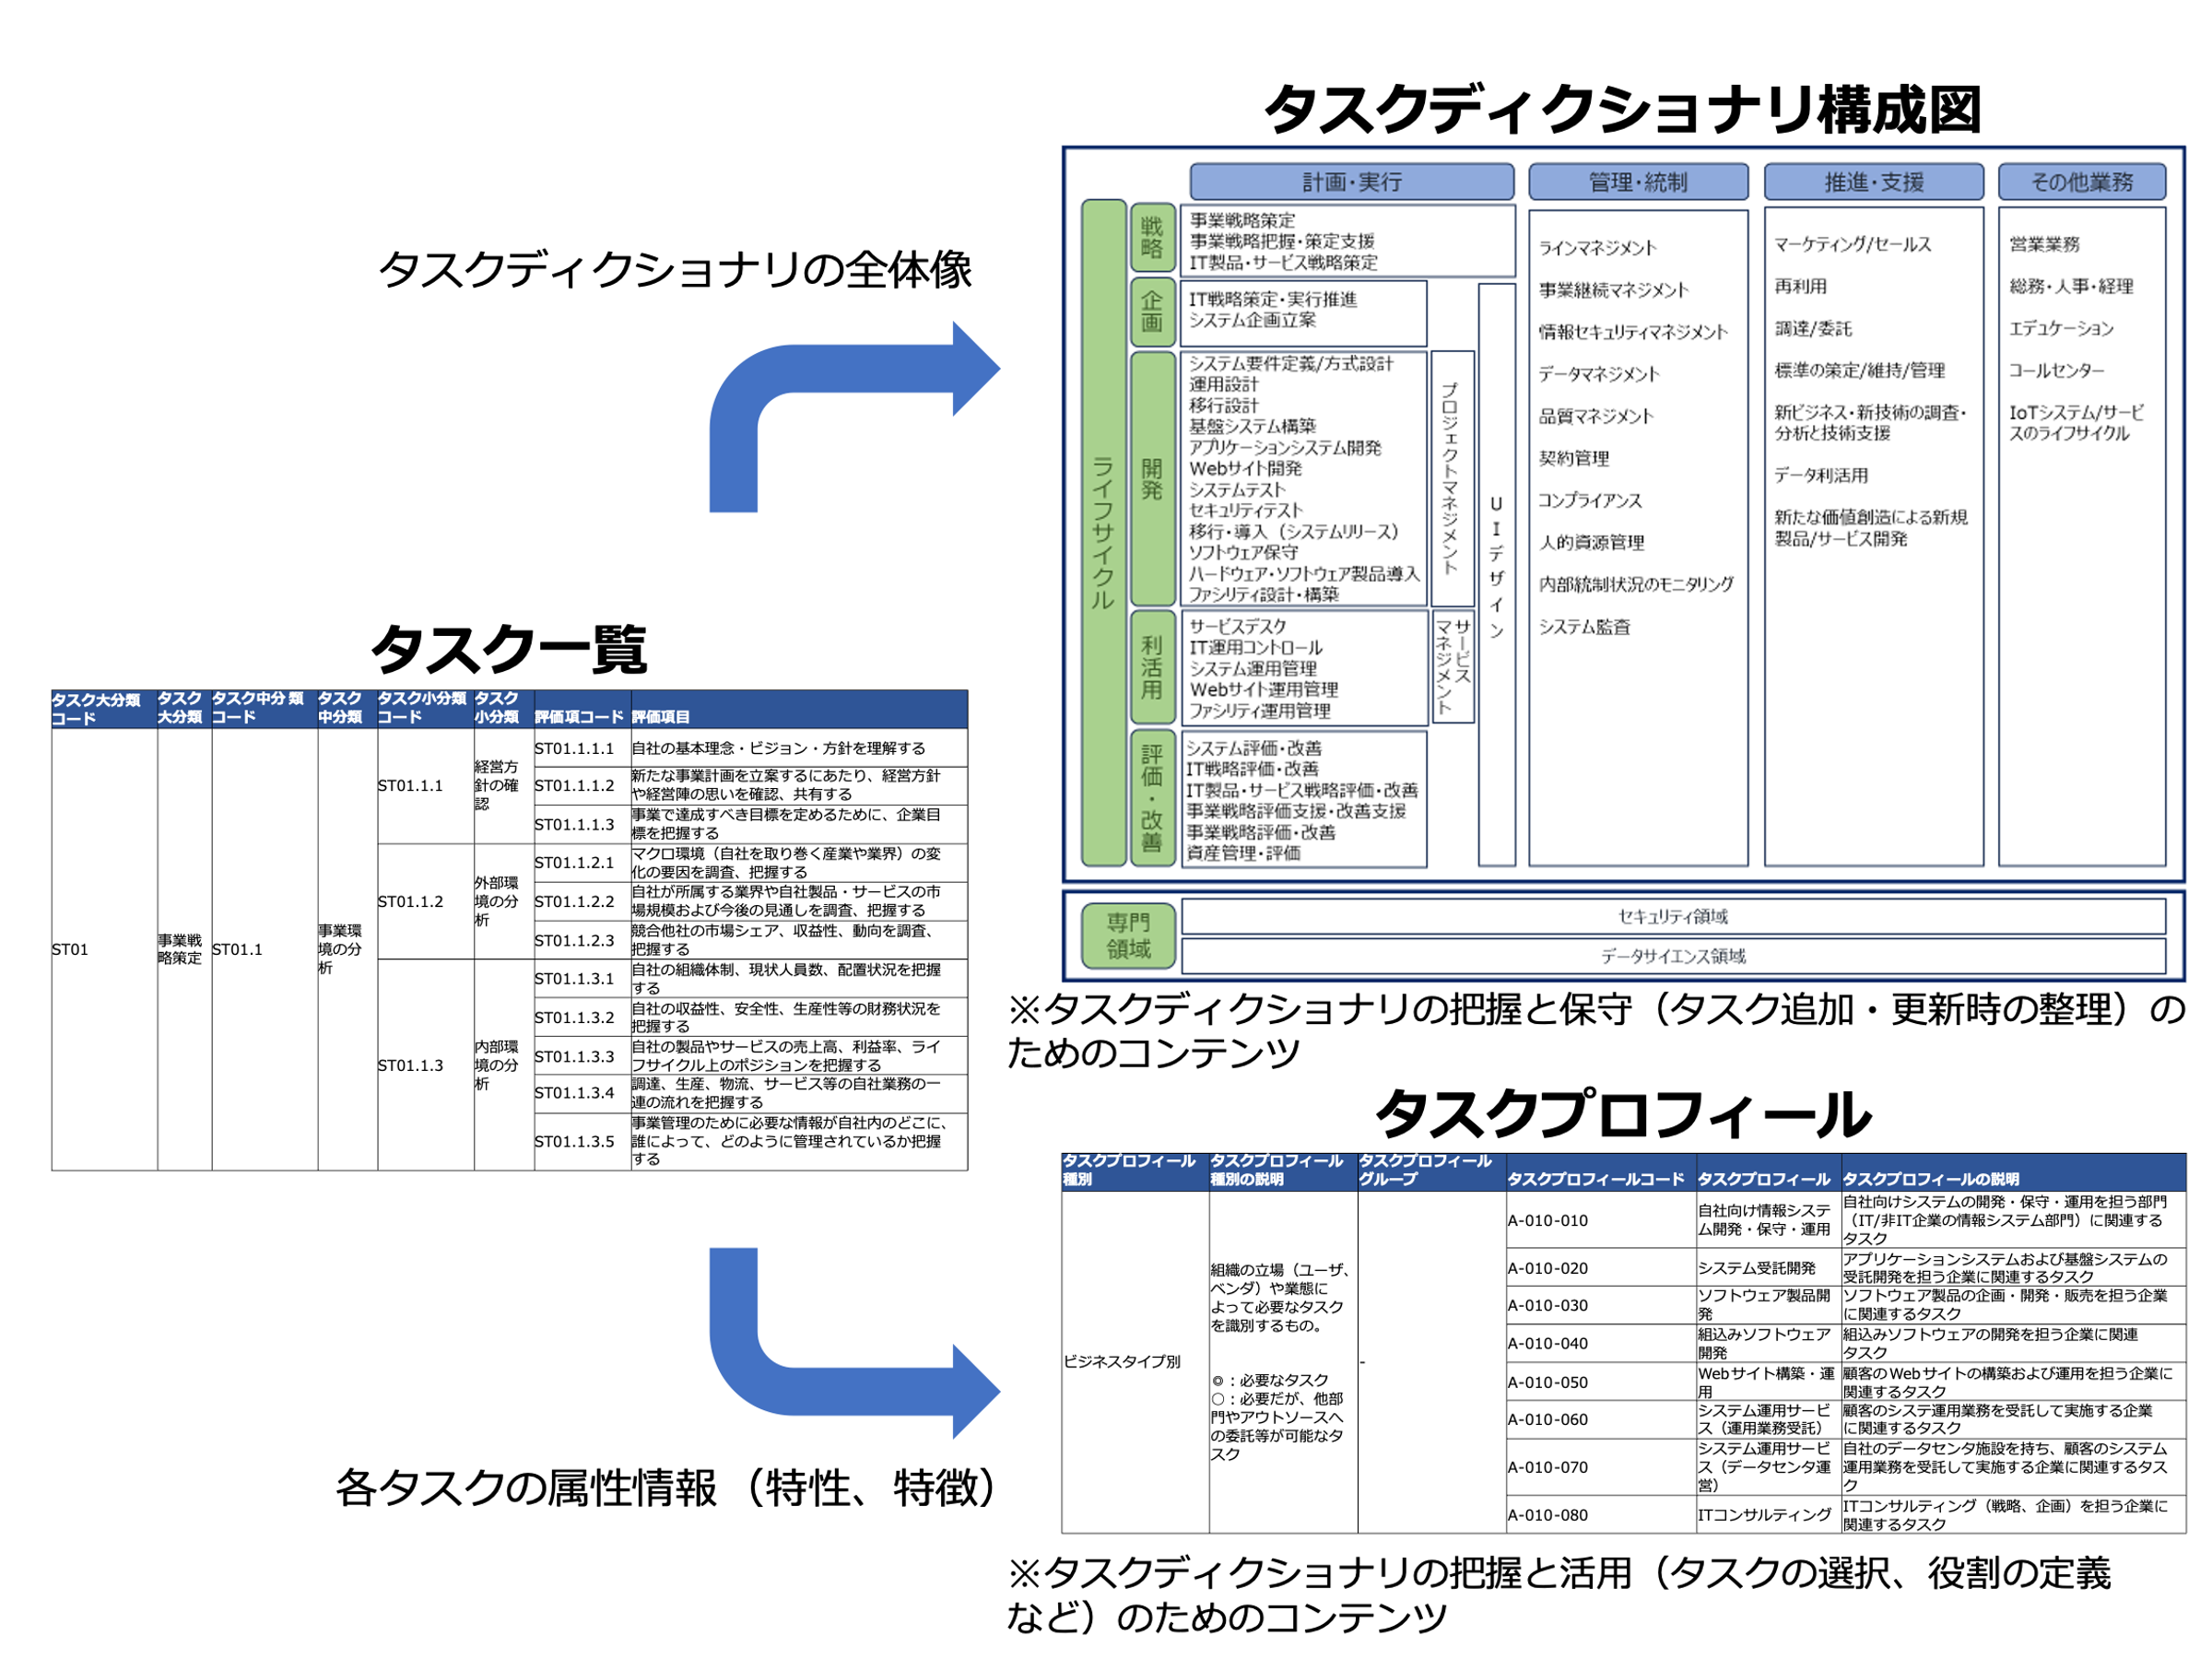 タスクディクショナリの全体像
タスク一覧
タスク大分類
コード
タスク
大分類
タスク中分 類
コード
タスク
中分類
タスク小分類
コード
タスク
小分類
評価項コード
評価項目
ST01
事業戦
略策定
ST01.1
事業環
境の分
析
ST01.1.1
経営方
針の確
認
ST01.1.1.1
自社の基本理念・ビジョン・方針を理解する
ST01.1.1.2
新たな事業計画を立案するにあたり、経営方針
や経営陣の思いを確認、共有する
ST01.1.1.3
事業で達成すべき目標を定めるために、企業目
標を把握する
ST01.1.2
外部環
境の分
析
ST01.1.2.1
マクロ環境（自社を取り巻く産業や業界）の変
化の要因を調査、把握する
ST01.1.2.2
自社が所属する業界や自社製品・サービスの市
場規模および今後の見通しを調査、把握する
ST01.1.2.3
競合他社の市場シェア、収益性、動向を調査、
把握する
ST01.1.3
内部環
境の分
析
ST01.1.3.1
自社の組織体制、現状人員数、配置状況を把握
する
ST01.1.3.2
自社の収益性、安全性、生産性等の財務状況を
把握する
ST01.1.3.3
自社の製品やサービスの売上高、利益率、ライ
フサイクル上のポジションを把握する
ST01.1.3.4
調達、生産、物流、サービス等の自社業務の一
連の流れを把握する
ST01.1.3.5
事業管理のために必要な情報が自社内のどこに、
誰によって、どのように管理されているか把握
する
各タスクの属性情報（特性、特徴）
タスクディクショナリ構成図
計画・実行
管理・統制
推進・支援
その他業務
ライフサイクル
戦略
事業戦略策定
事業戦略把握・策定支援
IT製品・サービス戦略策定
企画
IT戦略策定・実行推進
システム企画立案
開発
システム要件定義/方式設計
運用設計
移行設計
基盤システム構築
アプリケーションシステム開発
Webサイト開発
システムテスト
セキュリティテスト
移行・導入（システムリリース）
ソフトウェア保守
ハードウェア・ソフトウェア製品導入
ファシリティ設計・構築
プロジェクトマネジメント
UIデザイン
利活用
サービスデスク
IT運用コントロール
システム運用管理
Webサイト運用管理
ファシリティ運用管理
サービス
マネジメント
評価・改善
システム評価・改善
IT戦略評価・改善
IT製品・サービス戦略評価・改善
事業戦略評価支援・改善支援
事業戦略評価・改善
資産管理・評価
ラインマネジメント
事業継続マネジメント
情報セキュリティマネジメント
データマネジメント
品質マネジメント
契約管理
コンプライアンス
人的資源管理
内部統制状況のモニタリング
システム監査
マーケティング/セールス
再利用
調達/委託
標準の策定/維持/管理
新ビジネス・新技術の調査・
分析と技術支援
データ利活用
新たな価値創造による新規
製品/サービス開発
営業業務
総務・人事・経理
エデュケーション
コールセンター
IoTシステム/サービ
スのライフサイクル
専門
領域
セキュリティ領域
データサイエンス領域
※タスクディクショナリの把握と保守（タスク追加・更新時の整理）の
ためのコンテンツ
タスクプロフィール
タスクプロフィール
種別
タスクプロフィール
種別の説明
タスクプロフィール
グループ
タスクプロフィールコード
タスクプロフィール
タスクプロフィールの説明
ビジネスタイプ別
組織の立場（ユーザ、
ベンダ）や業態に
よって必要なタスク
を識別するもの。
◎：必要なタスク
○：必要だが、他部
門やアウトソースへ
の委託等が可能なタ
スク
-
A-010-010
自社向け情報システ
ム開発・保守・運用
自社向けシステムの開発・保守・運用を担う部門
（IT/非IT企業の情報システム部門）に関連する
タスク
A-010-020
システム受託開発
アプリケーションシステムおよび基盤システムの
受託開発を担う企業に関連するタスク
A-010-030
ソフトウェア製品開
発
ソフトウェア製品の企画・開発・販売を担う企業
に関連するタスク
A-010-040
組込みソフトウェア
開発
組込みソフトウェアの開発を担う企業に関連
タスク
A-010-050
Webサイト構築・運
用
顧客のWebサイトの構築および運用を担う企業に
関連するタスク
A-010-060
システム運用サービ
ス（運用業務受託）
顧客のシステ運用業務を受託して実施する企業
に関連するタスク
A-010-070
システム運用サービ
ス（データセンタ運
営）
自社のデータセンタ施設を持ち、顧客のシステム
運用業務を受託して実施する企業に関連するタス
ク
A-010-080
ITコンサルティング
ITコンサルティング（戦略、企画）を担う企業に
関連するタスク
※タスクディクショナリの把握と活用（タスクの選択、役割の定義
など）のためのコンテンツ